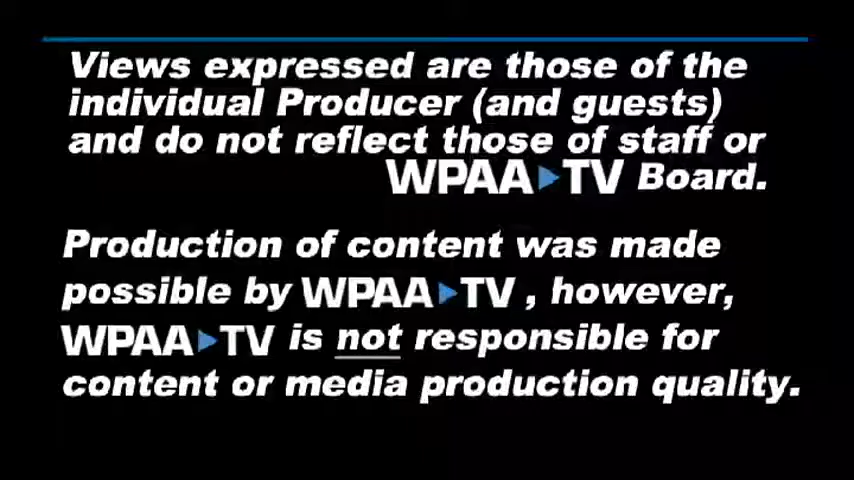 Views expressed are those of the
individual Producer (and guests)
and do not reflect those of staff or
WPAA▶TV Board.
Production of content was made
possible by WPAA▶TV , however,
WPAA▶TV is not responsible for
content or media production quality.